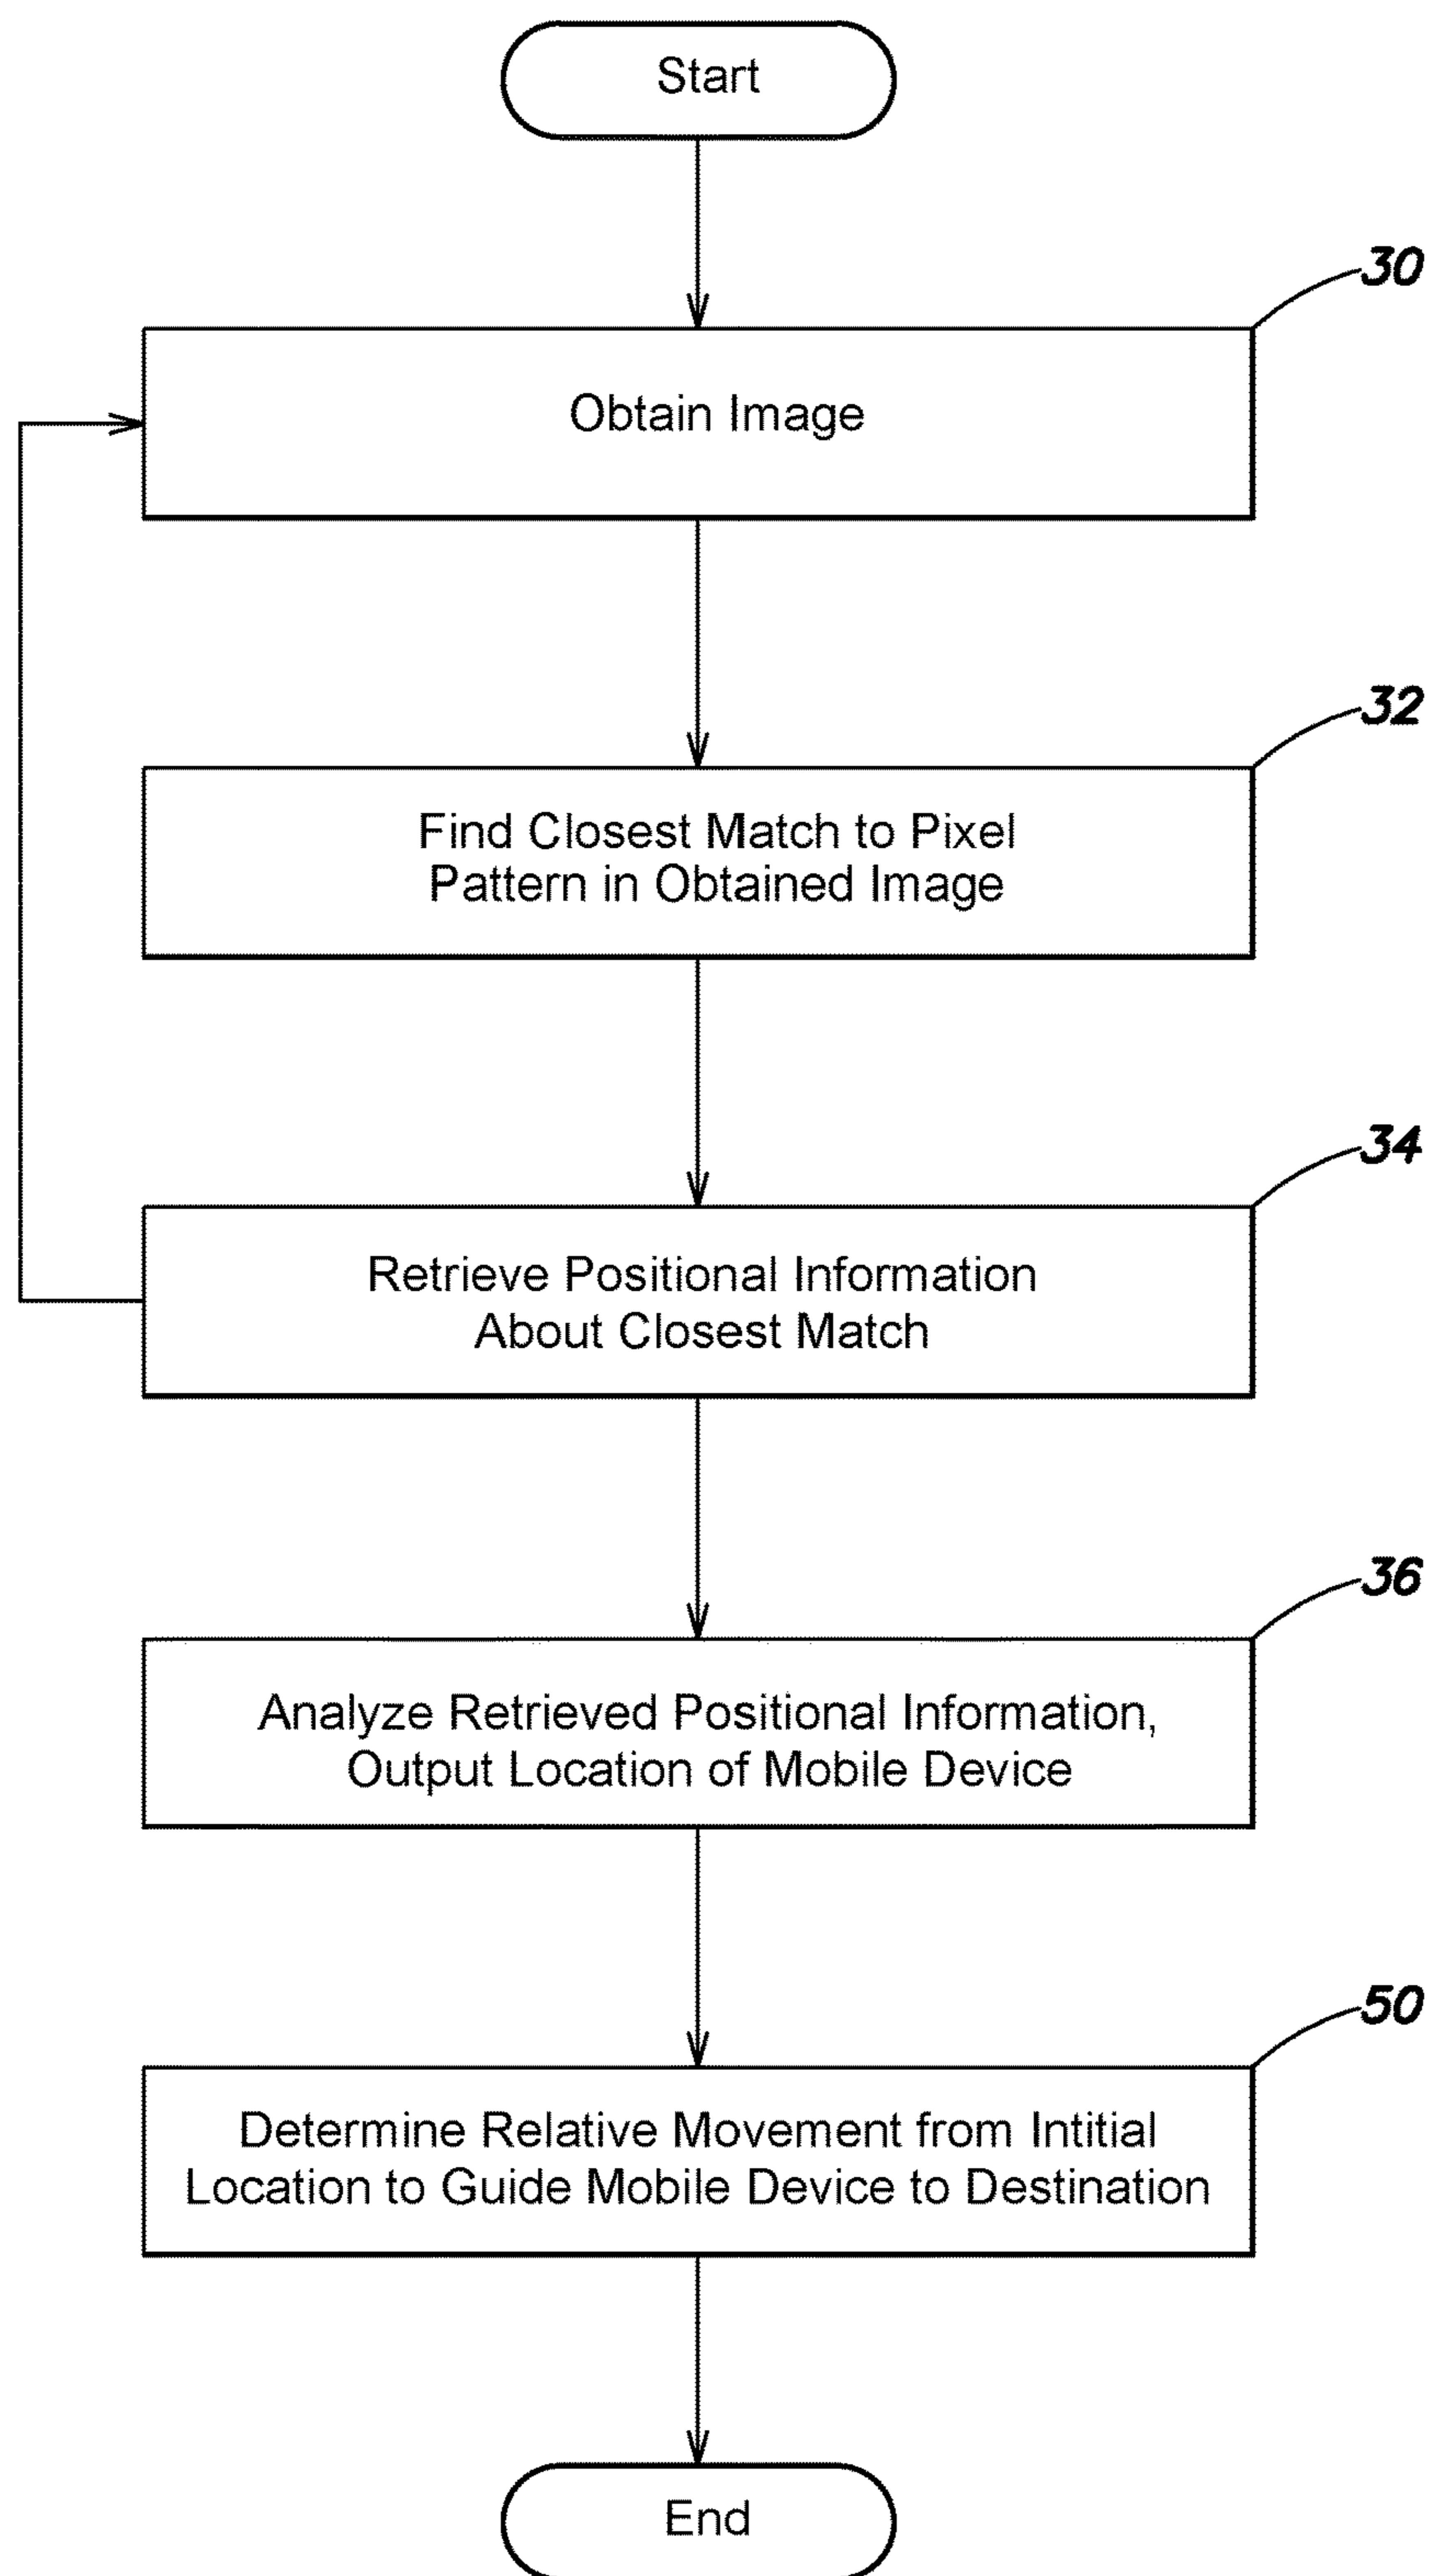 Start
30
Obtain Image
32
Find Closest Match to Pixel
Pattern in Obtained Image
34
Retrieve Positional Information
About Closest Match
36
Analyze Retrieved Positional Information,
Output Location of Mobile Device
50
Determine Relative Movement from Intitial
Location to Guide Mobile Device to Destination
End